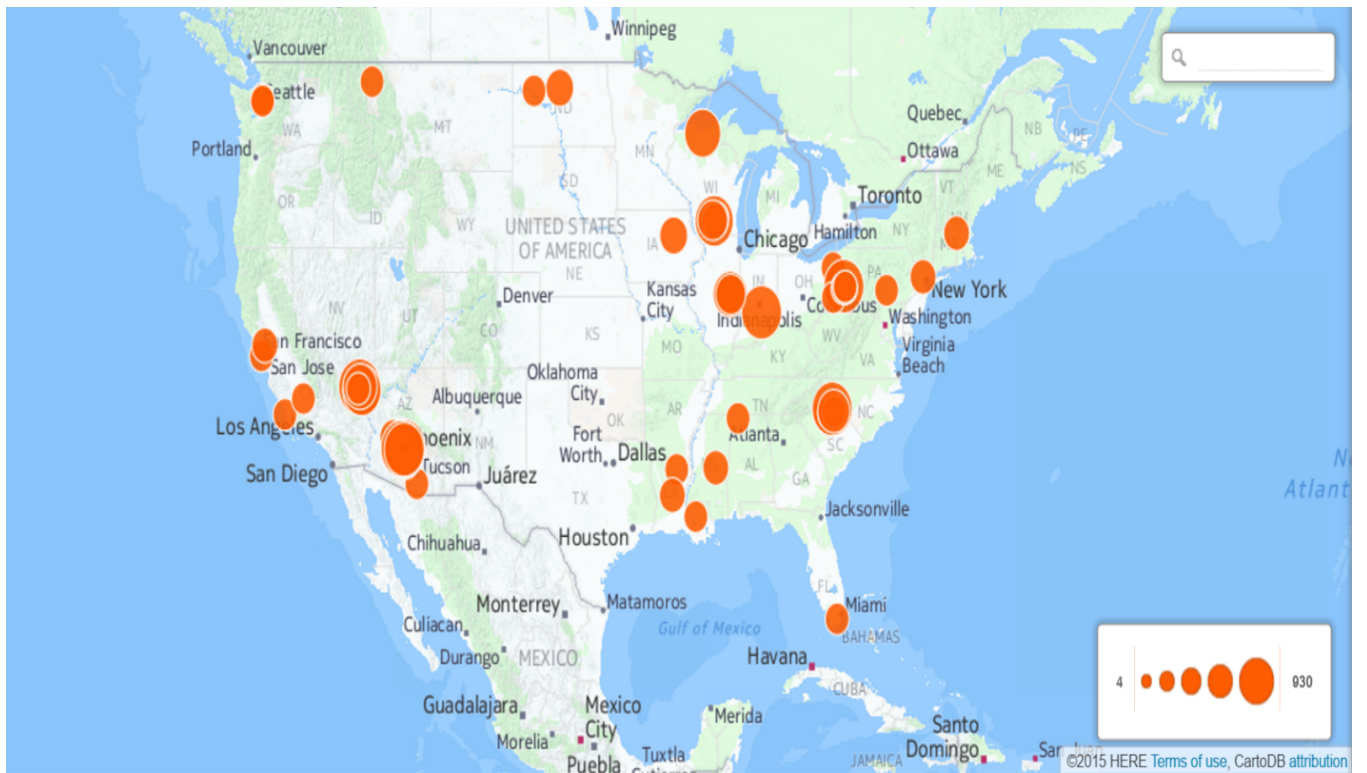 Winnipeg
Vancouver
Seattle
WA
MT
ND
Quebec
NB
PE
Portland
MN
Ottawa
ME
NS
SD
WI
MI
Toronto
VT
OR
ID
WY
UNITED STATES
OF AMERICA
IA
Chicago
Hamilton
NY
NE
IN
OH
PA
NV
UT
Denver
Kansas
City
New York
CO
Indianapolis
Columbus
Washington
KS
MO
WV
Virginia
Beach
San Francisco
San Jose
KY
VA
Oklahoma
City
AZ
Albuquerque
OK
AR
TN
NC
Los Angeles
Phoenix
NM
Fort
Worth
Dallas
Atlanta
SC
San Diego
Tucson
Juárez
TX
AL
GA
Houston
Jacksonville
Chihuahua
FL
Monterrey
Matamoros
Miami
Culiacan
Gulf of Mexico
BAHAMAS
Durango
MEXICO
Havana
4
930
CUBA
Guadalajara
Mexico
City
Merida
Morelia
Santo
Domingo
Puebla
Tuxtla
JAMAICA
San Juan
©2015 HERE Terms of use, CartoDB attribution